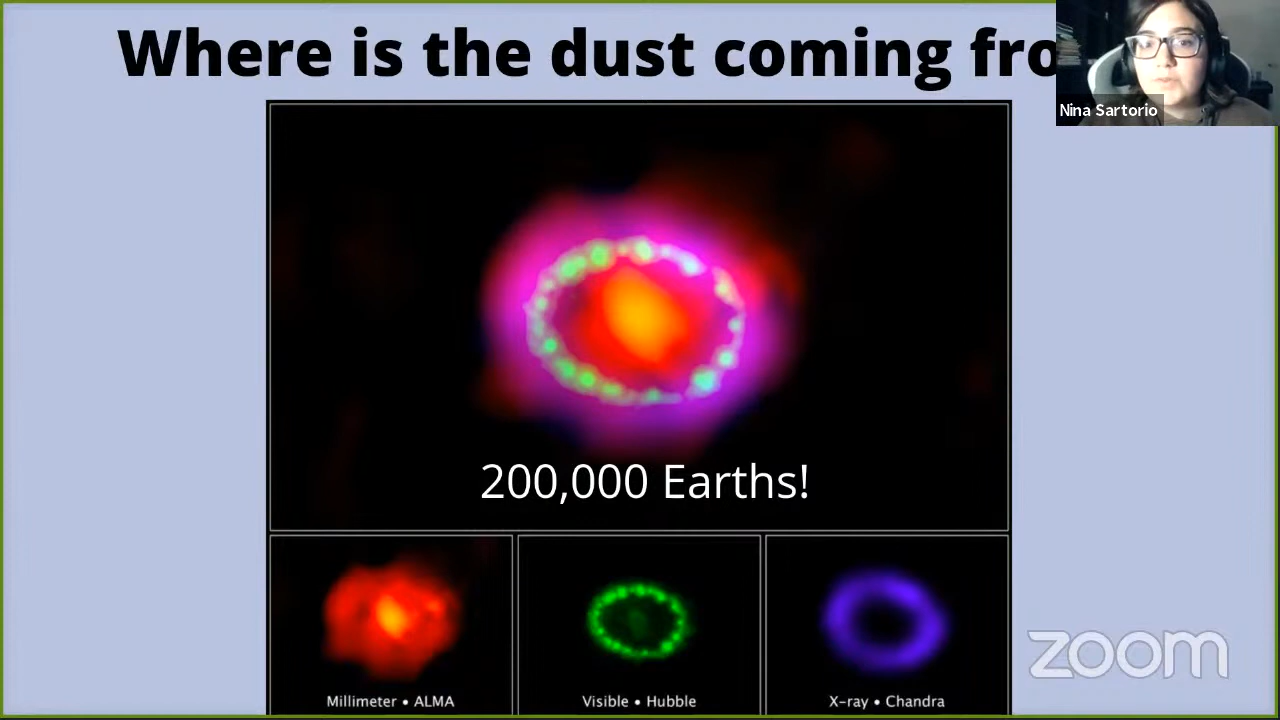 Where is the dust coming fro
Nina Sartorio
200,000 Earths!
Millimeter • ALMA
Visible • Hubble
X-ray • Chandra
zoom